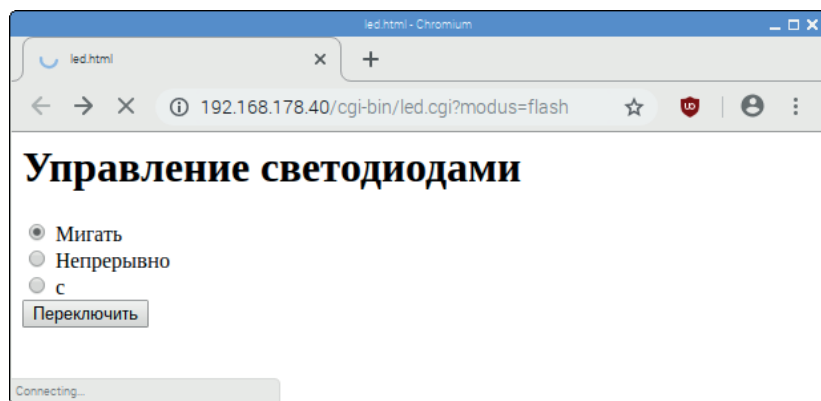 led.html - Chromium
led.html
192.168.178.40/cgi-bin/led.cgi?modus=flash
Управление светодиодами
Мигать
Непрерывно
с
Переключить
Connecting...